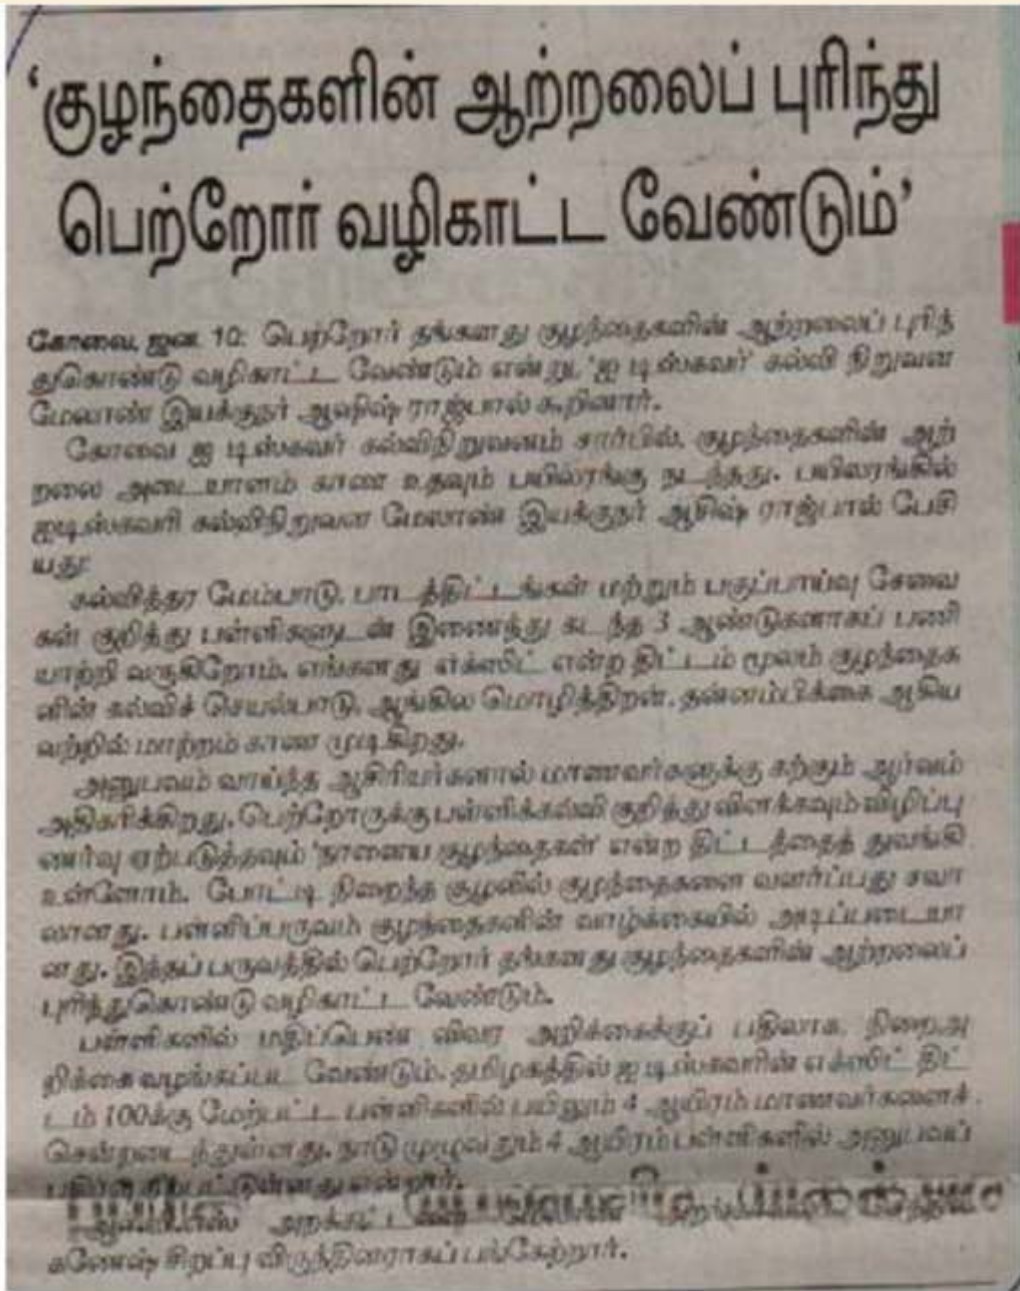 ‘குழந்தைகளின் ஆற்றலைப் புரிந்து
பெற்றோர் வழிகாட்ட வேண்டும்’
கோவை, ஜன. 10: பெற்றோர் தங்களது குழந்தைகளின் ஆற்றலைப் புரிந்
துகொண்டு வழிகாட்ட வேண்டும் என்று, 'ஐ டிஸ்கவர்' கல்வி நிறுவன
மேலாண் இயக்குநர் ஆஷிஷ் ராஜ்பால் கூறினார்.
கோவை ஐ டிஸ்கவர் கல்விநிறுவனம் சார்பில், குழந்தைகளின் ஆற்
றலை அடையாளம் காண உதவும் பயிலரங்கு நடந்தது. பயிலரங்கில்
ஐடிஸ்கவரி கல்விநிறுவன மேலாண் இயக்குநர் ஆசிஷ் ராஜ்பால் பேசி
யது:
கல்வித்தர மேம்பாடு, பாடத்திட்டங்கள் மற்றும் பகுப்பாய்வு சேவை
கள் குறித்து பள்ளிகளுடன் இணைந்து கடந்த 3 ஆண்டுகளாகப் பணி
யாற்றி வருகிறோம். எங்களது எக்ஸிட் என்ற திட்டம் மூலம் குழந்தைக
ளின் கல்விச் செயல்பாடு, ஆங்கில மொழித்திறன், தன்னம்பிக்கை ஆகிய
வற்றில் மாற்றம் காண முடிகிறது.
அனுபவம் வாய்ந்த ஆசிரியர்களால் மாணவர்களுக்கு கற்கும் ஆர்வம்
அதிகரிக்கிறது. பெற்றோருக்கு பள்ளிக்கல்வி குறித்து விளக்கவும் விழிப்பு
ணர்வு ஏற்படுத்தவும் 'நாளைய குழந்தைகள்' என்ற திட்டத்தைத் துவங்கி
உள்ளோம். போட்டி நிறைந்த சூழலில் குழந்தைகளை வளர்ப்பது சவா
லானது. பள்ளிப்பருவம் குழந்தைகளின் வாழ்க்கையில் அடிப்படையா
னது. இந்தப் பருவத்தில் பெற்றோர் தங்களது குழந்தைகளின் ஆற்றலைப்
புரிந்துகொண்டு வழிகாட்ட வேண்டும்.
பள்ளிகளில் மதிப்பெண் விவர அறிக்கைக்குப் பதிலாக, நிறைஅ
றிக்கை வழங்கப்பட வேண்டும். தமிழகத்தில் ஐ டிஸ்கவரின் எக்ஸிட் திட்
டம் 100க்கு மேற்பட்ட பள்ளிகளில் பயிலும் 4 ஆயிரம் மாணவர்களைச்
சென்றடைந்துள்ளது. நாடு முழுவதும் 4 ஆயிரம் பள்ளிகளில் அனுபவம்
என்றார்.
கணேஷ் சிறப்பு விருந்தினராகப் பங்கேற்றார்.